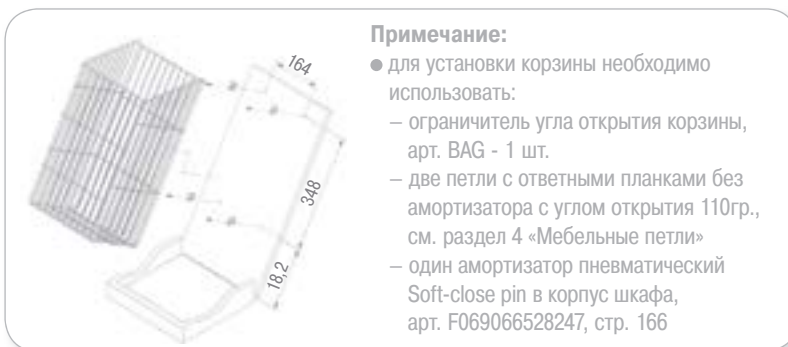 Примечание:
● для установки корзины необходимо
использовать:
– ограничитель угла открытия корзины,
арт. BAG - 1 шт.
– две петли с ответными планками без
амортизатора с углом открытия 110гр.,
см. раздел 4 «Мебельные петли»
– один амортизатор пневматический
Soft-close pin в корпус шкафа,
арт. F069066528247, стр. 166
164
348
18,2